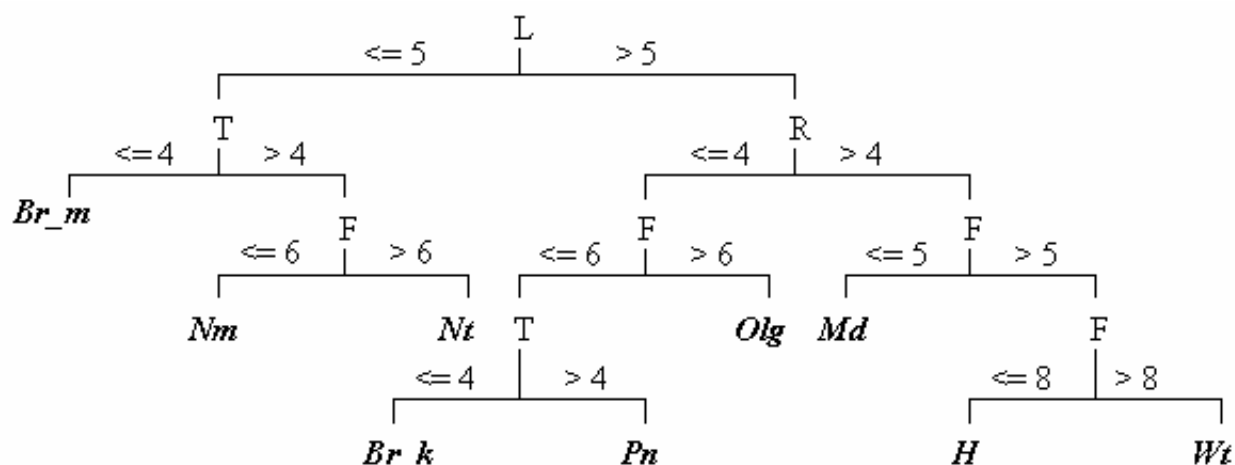 L
<= 5 > 5
T R
<= 4 > 4 <= 4 > 4
Br_m F F F
<= 6 > 6 <= 6 > 6 <= 5 > 5
Nm Nt T Olg Md F
<= 4 > 4 <= 8 > 8
Br_k Pn H Wt